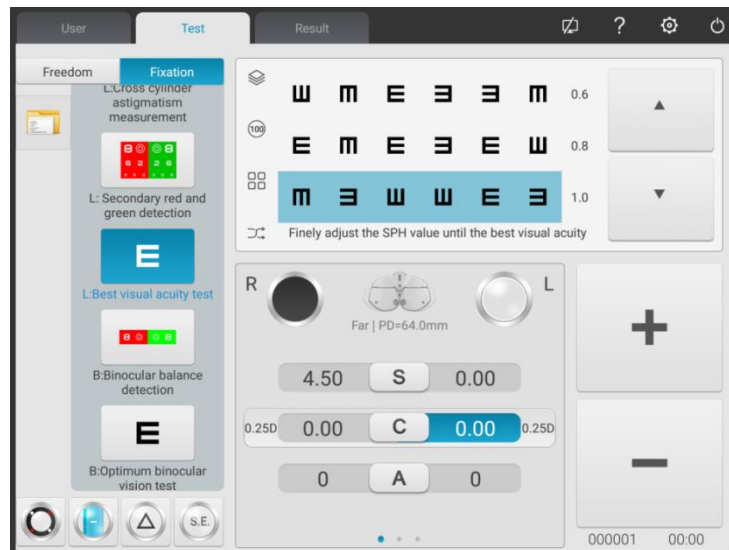 User
Test
Result
?
Freedom
Fixation
L:Cross cylinder
astigmatism
measurement
L: Secondary red and
green detection
E
L:Best visual acuity test
B:Binocular balance
detection
E
B:Optimum binocular
vision test
S.E.
100
Ш m E Ǝ Ǝ m 0.6
E m E Ǝ E Ш 0.8
m Ǝ Ш Ш E Ǝ 1.0
Finely adjust the SPH value until the best visual acuity
R
L
Far | PD=64.0mm
4.50 S 0.00
0.25D 0.00 C 0.00 0.25D
0 A 0
+
−
000001 00:00